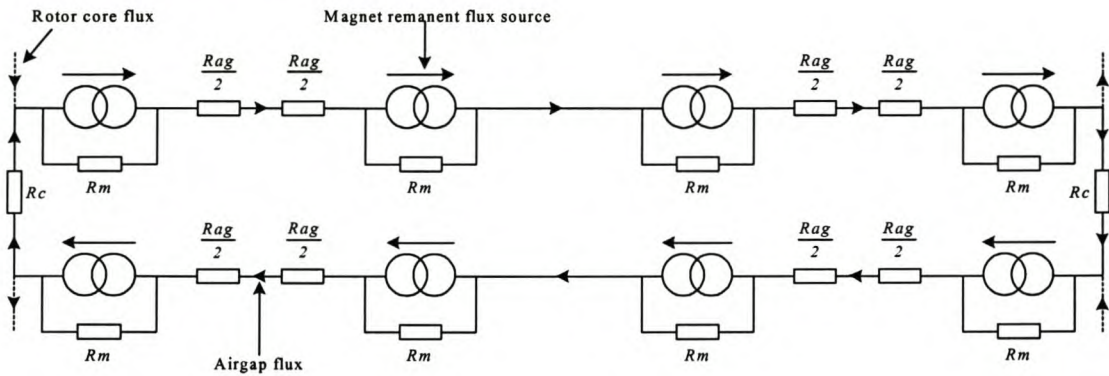 Rotor core flux
Magnet remanent flux source
Rag
2
Rag
2
Rag
2
Rag
2
Rm
Rm
Rm
Rm
Rc
Rc
Rag
2
Rag
2
Rag
2
Rag
2
Rm
Rm
Rm
Rm
Airgap flux